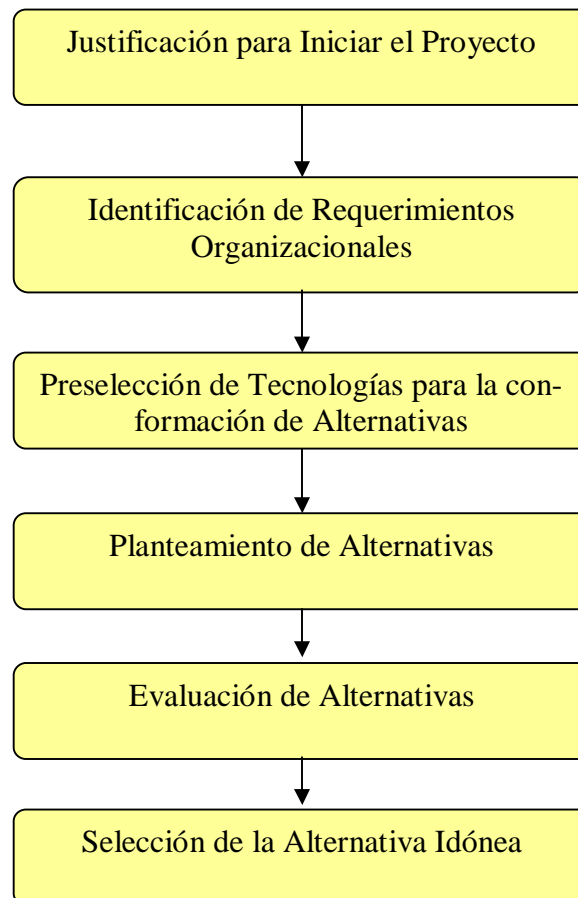 Justificación para Iniciar el Proyecto
Identificación de Requerimientos
Organizacionales
Preselección de Tecnologías para la con-
formación de Alternativas
Planteamiento de Alternativas
Evaluación de Alternativas
Selección de la Alternativa Idónea